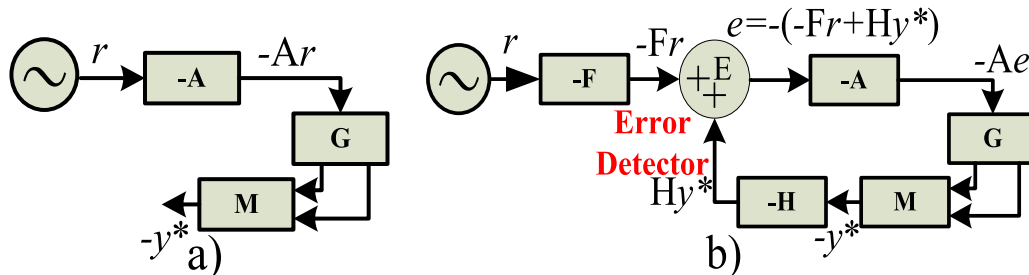 r
-A
-Ar
G
M
-y*
a)
r
-F
-Fr
+E
+
e=-(-Fr+Hy*)
-A
-Ae
Error
Detector
G
Hy*
-H
-y*
M
b)